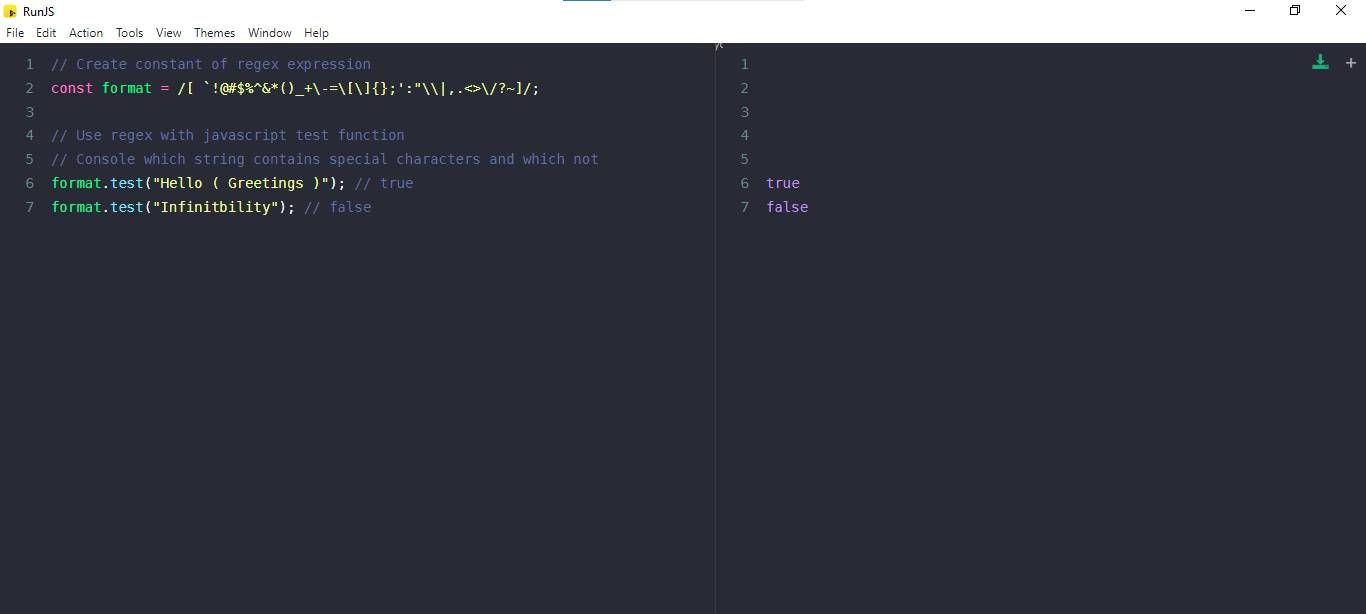 RunJS
File Edit Action Tools View Themes Window Help
1 // Create constant of regex expression
2 const format = /[ `!@#$%^&*()_+\-=\[\]{};':"\\|,.<>\/?~]/;
3
4 // Use regex with javascript test function
5 // Console which string contains special characters and which not
6 format.test("Hello ( Greetings )"); // true
7 format.test("Infinitbility"); // false
1
2
3
4
5
6 true
7 false